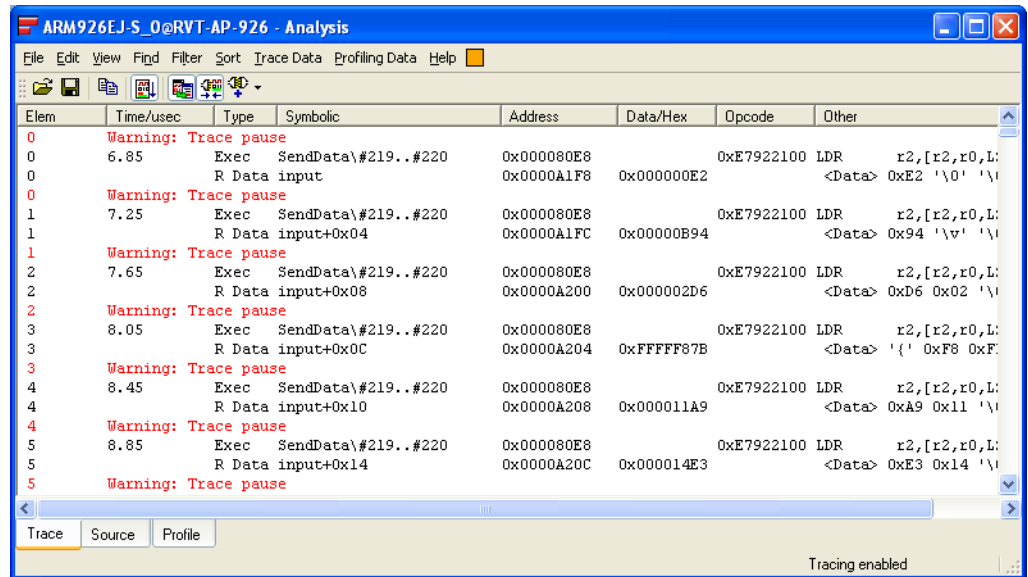 ARM926EJ-S_0@RVT-AP-926 - Analysis
File Edit View Find Filter Sort Trace Data Profiling Data Help
Elem Time/usec Type Symbolic Address Data/Hex Opcode Other
0 Warning: Trace pause
0 6.85 Exec SendData\#219..#220 0x000080E8 0xE7922100 LDR r2,[r2,r0,L
0 R Data input 0x0000A1F8 0x000000E2 <Data> 0xE2 '\0' '\
0 Warning: Trace pause
1 7.25 Exec SendData\#219..#220 0x000080E8 0xE7922100 LDR r2,[r2,r0,L
1 R Data input+0x04 0x0000A1FC 0x00000B94 <Data> 0x94 '\v' '\
1 Warning: Trace pause
2 7.65 Exec SendData\#219..#220 0x000080E8 0xE7922100 LDR r2,[r2,r0,L
2 R Data input+0x08 0x0000A200 0x000002D6 <Data> 0xD6 0x02 '\
2 Warning: Trace pause
3 8.05 Exec SendData\#219..#220 0x000080E8 0xE7922100 LDR r2,[r2,r0,L
3 R Data input+0x0C 0x0000A204 0xFFFFF87B <Data> '{' 0xF8 0xF
3 Warning: Trace pause
4 8.45 Exec SendData\#219..#220 0x000080E8 0xE7922100 LDR r2,[r2,r0,L
4 R Data input+0x10 0x0000A208 0x000011A9 <Data> 0xA9 0x11 '\
4 Warning: Trace pause
5 8.85 Exec SendData\#219..#220 0x000080E8 0xE7922100 LDR r2,[r2,r0,L
5 R Data input+0x14 0x0000A20C 0x000014E3 <Data> 0xE3 0x14 '\
5 Warning: Trace pause
Trace Source Profile
Tracing enabled